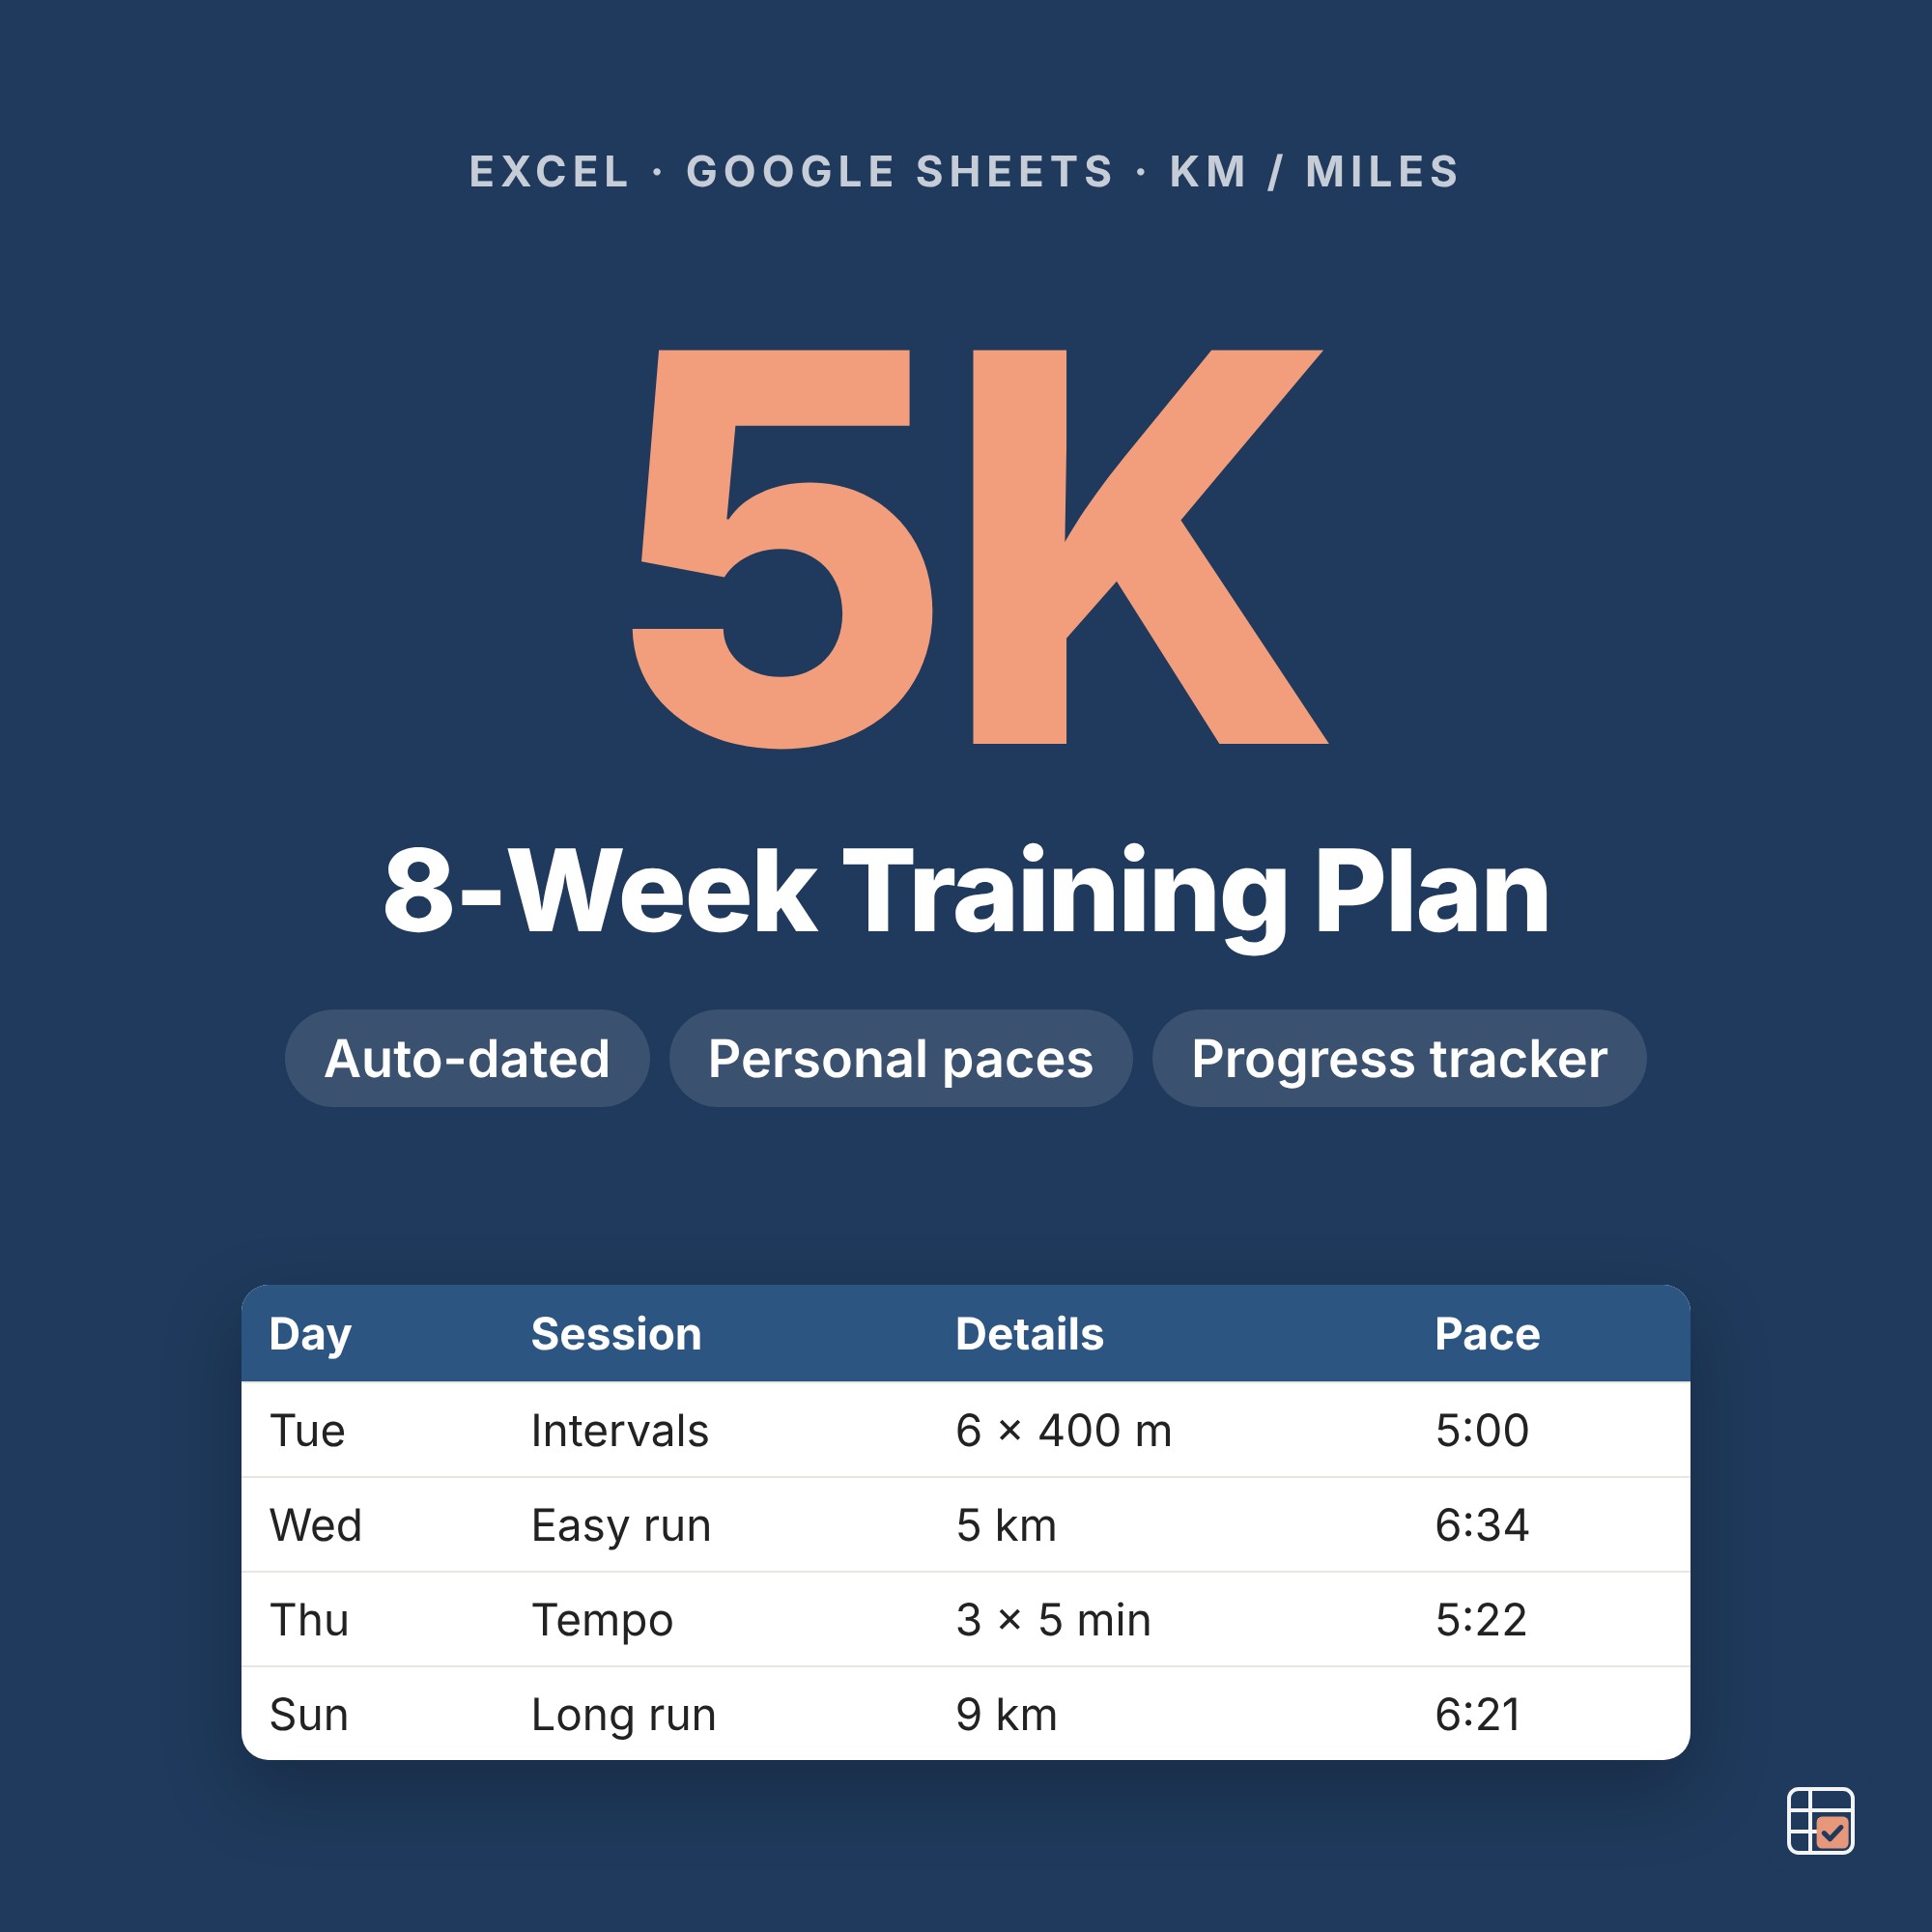 EXCEL · GOOGLE SHEETS · KM / MILES
5K
8-Week Training Plan
Auto-dated Personal paces Progress tracker
Day Session Details Pace
Tue Intervals 6 × 400 m 5:00
Wed Easy run 5 km 6:34
Thu Tempo 3 × 5 min 5:22
Sun Long run 9 km 6:21